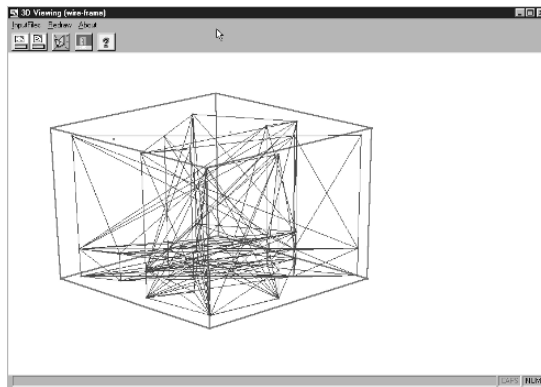 3D Viewing (wire-frame)
InputFiles Redraw About
?
CAPS NUM